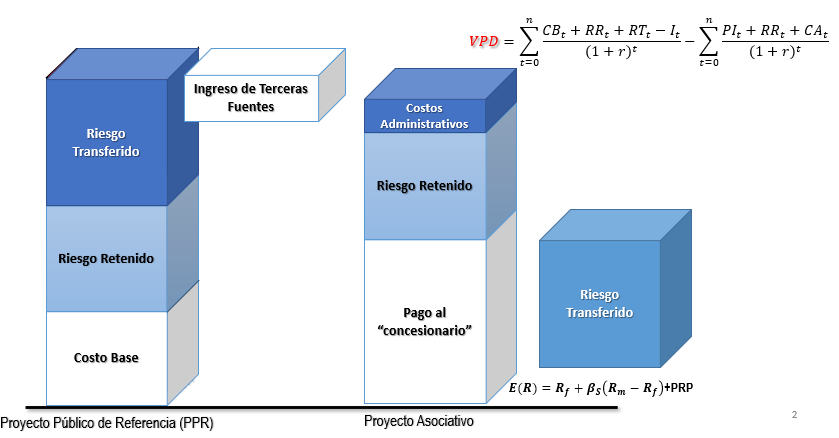 VPD = ∑_{t=0}^{n} (CB_t + RR_t + RT_t − I_t)/(1 + r)^t − ∑_{t=0}^{n} (PI_t + RR_t + CA_t)/(1 + r)^t
Ingreso de Terceras
Fuentes
Riesgo
Transferido
Riesgo Retenido
Costo Base
Costos
Administrativos
Riesgo Retenido
Pago al
“concesionario”
Riesgo
Transferido
E(R) = R_f + β_S(R_m − R_f)+PRP
Proyecto Público de Referencia (PPR)
Proyecto Asociativo
2